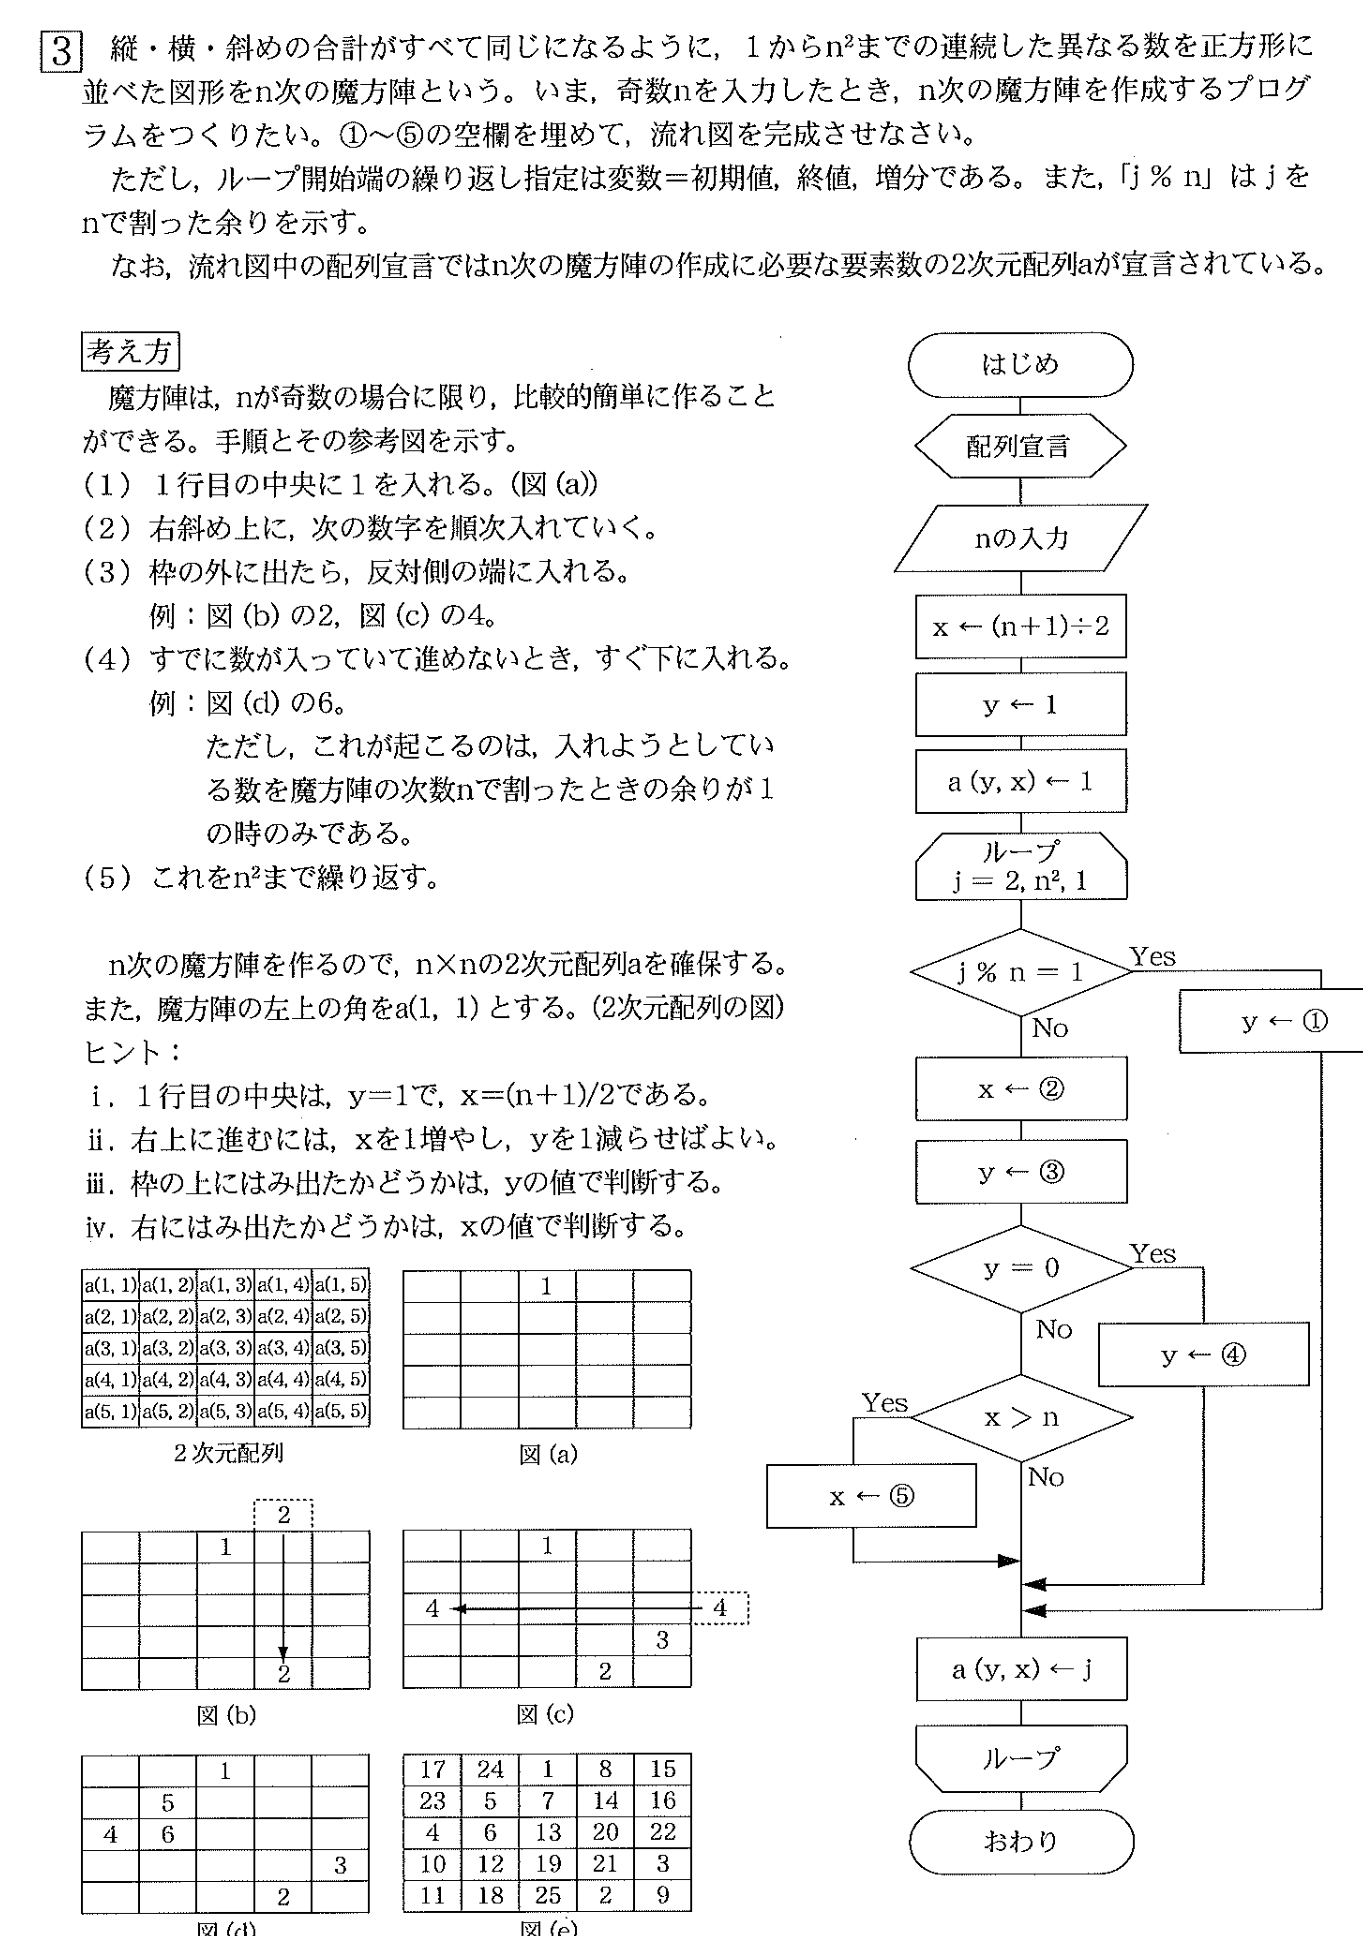 3 縦・横・斜めの合計がすべて同じになるように，１からn²までの連続した異なる数を正方形に
並べた図形をn次の魔方陣という。いま，奇数nを入力したとき，n次の魔方陣を作成するプログ
ラムをつくりたい。①～⑤の空欄を埋めて，流れ図を完成させなさい。
ただし，ループ開始端の繰り返し指定は変数＝初期値，終値，増分である。また，「j % n」はjを
nで割った余りを示す。
なお，流れ図中の配列宣言ではn次の魔方陣の作成に必要な要素数の2次元配列aが宣言されている。
考え方
魔方陣は，nが奇数の場合に限り，比較的簡単に作ること
ができる。手順とその参考図を示す。
（１）１行目の中央に１を入れる。(図(a))
（２）右斜め上に，次の数字を順次入れていく。
（３）枠の外に出たら，反対側の端に入れる。
例：図(b)の2，図(c)の4。
（４）すでに数が入っていて進めないとき，すぐ下に入れる。
例：図(d)の6。
ただし，これが起こるのは，入れようとしてい
る数を魔方陣の次数nで割ったときの余りが１
の時のみである。
（５）これをn²まで繰り返す。
n次の魔方陣を作るので，n×nの2次元配列aを確保する。
また，魔方陣の左上の角をa(1, 1)とする。(2次元配列の図)
ヒント：
ⅰ．１行目の中央は，y＝1で，x＝(n＋1)/2である。
ⅱ．右上に進むには，xを1増やし，yを1減らせばよい。
ⅲ．枠の上にはみ出たかどうかは，yの値で判断する。
ⅳ．右にはみ出たかどうかは，xの値で判断する。
a(1, 1) a(1, 2) a(1, 3) a(1, 4) a(1, 5)
a(2, 1) a(2, 2) a(2, 3) a(2, 4) a(2, 5)
a(3, 1) a(3, 2) a(3, 3) a(3, 4) a(3, 5)
a(4, 1) a(4, 2) a(4, 3) a(4, 4) a(4, 5)
a(5, 1) a(5, 2) a(5, 3) a(5, 4) a(5, 5)
２次元配列
1
図(a)
2
1
2
図(b)
1
4 4
3
2
図(c)
1
5
4 6
3
2
図(d)
17 24 1 8 15
23 5 7 14 16
4 6 13 20 22
10 12 19 21 3
11 18 25 2 9
図(e)
はじめ
配列宣言
nの入力
x ← (n＋1)÷2
y ← 1
a (y, x) ← 1
ループ
j = 2, n², 1
j % n = 1
Yes
No
y ← ①
x ← ②
y ← ③
y = 0
Yes
No
y ← ④
x > n
Yes
No
x ← ⑤
a (y, x) ← j
ループ
おわり